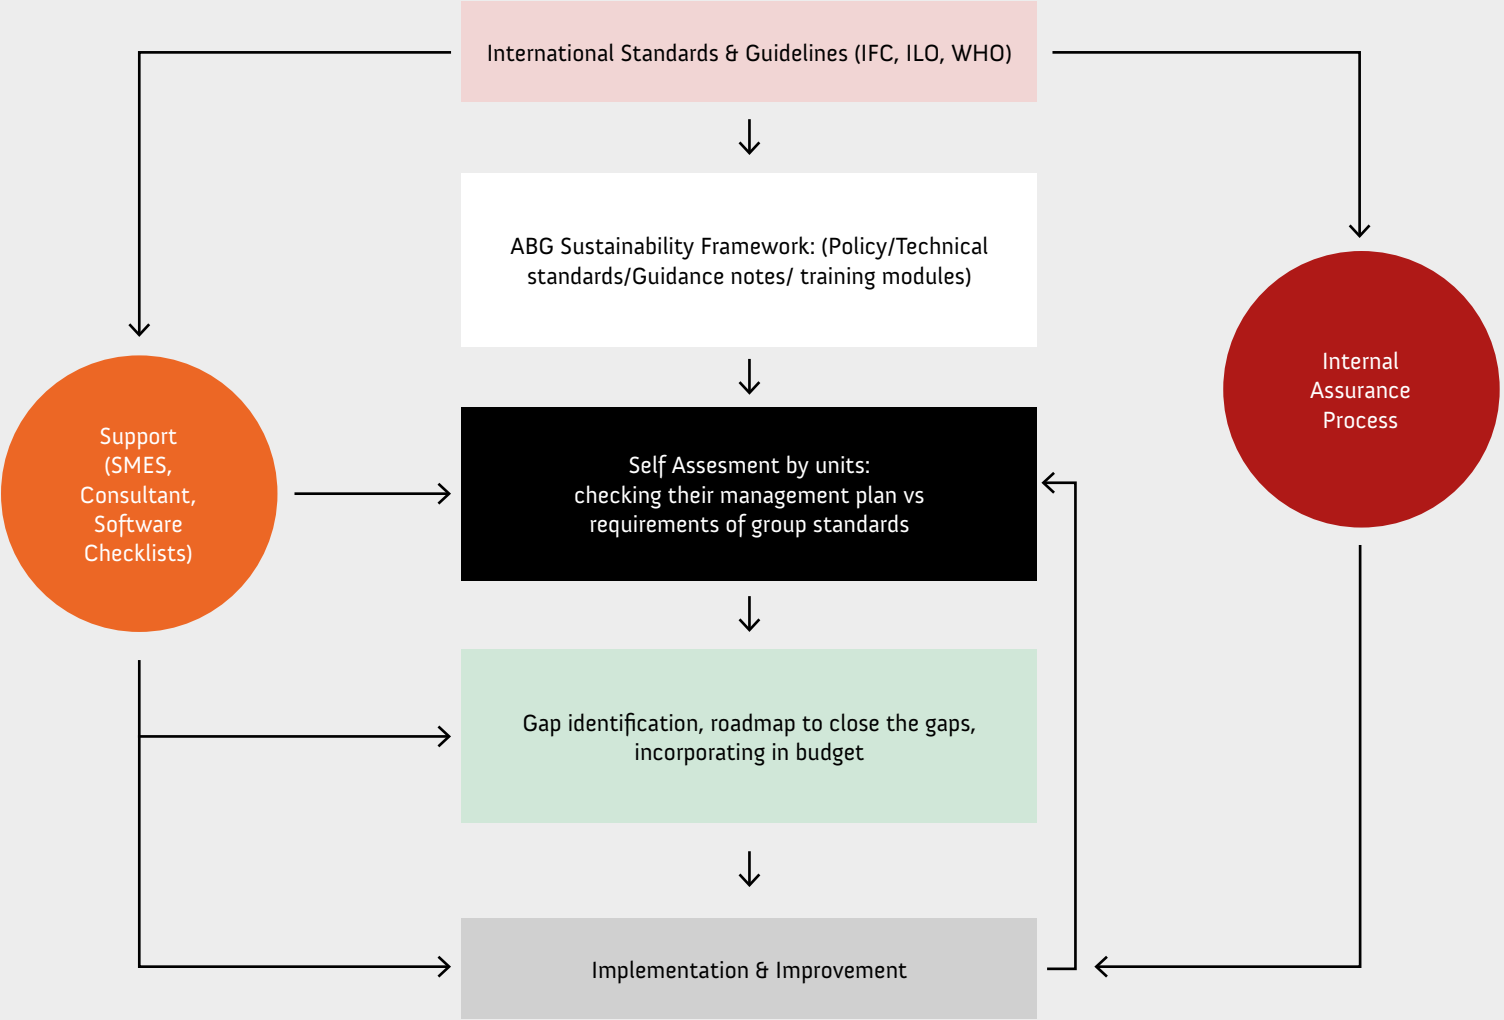 International Standards & Guidelines (IFC, ILO, WHO)
ABG Sustainability Framework: (Policy/Technical
standards/Guidance notes/ training modules)
Internal
Assurance
Process
Support
(SMES,
Consultant,
Software
Checklists)
Self Assesment by units:
checking their management plan vs
requirements of group standards
Gap identification, roadmap to close the gaps,
incorporating in budget
Implementation & Improvement